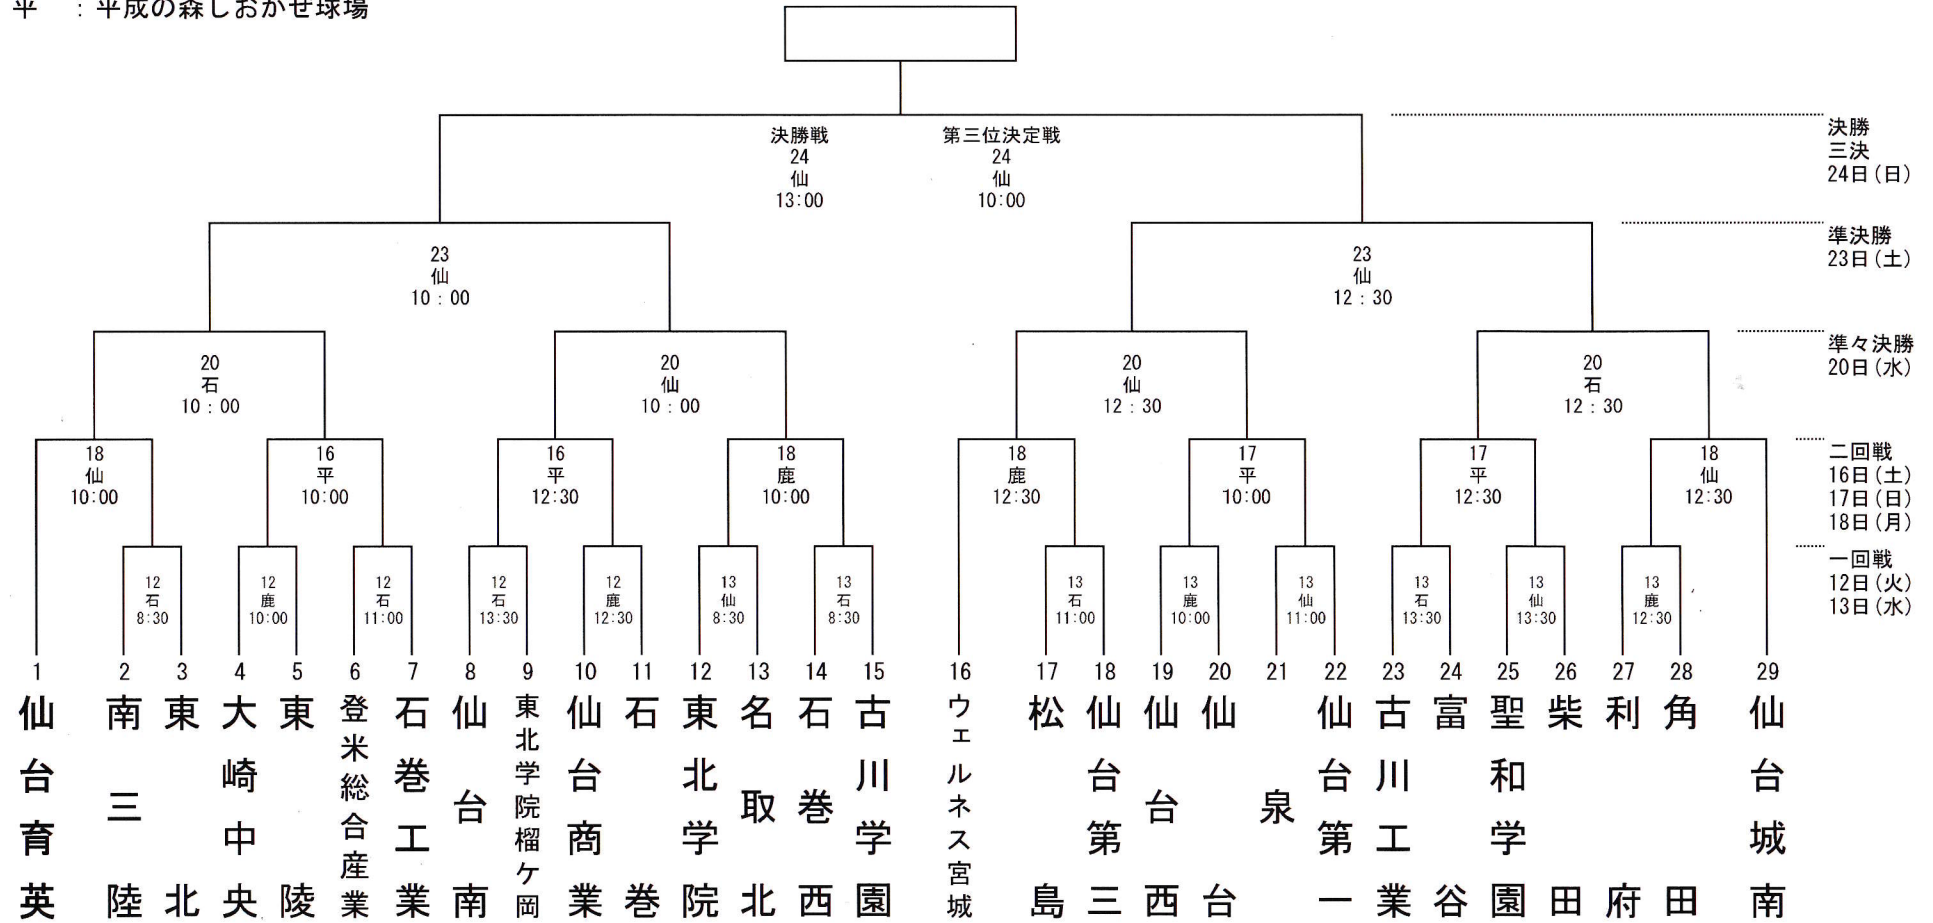 平 ：平成の森しおかぜ球場
決勝戦
24
仙
13:00
第三位決定戦
24
仙
10:00
決勝
三決
24日(日)
23
仙
10：00
23
仙
12：30
準決勝
23日(土)
20
石
10：00
20
仙
10：00
20
仙
12：30
20
石
12：30
準々決勝
20日(水)
18
仙
10:00
16
平
10:00
16
平
12:30
18
鹿
10:00
18
鹿
12:30
17
平
10:00
17
平
12:30
18
仙
12:30
二回戦
16日(土)
17日(日)
18日(月)
12
石
8:30
12
鹿
10:00
12
石
11:00
12
石
13:30
12
鹿
12:30
13
仙
8:30
13
石
8:30
13
石
11:00
13
鹿
10:00
13
仙
11:00
13
石
13:30
13
仙
13:30
13
鹿
12:30
一回戦
12日(火)
13日(水)
1
仙台育英
2
南三陸
3
東北
4
大崎中央
5
東陵
6
登米総合産業
7
石巻工業
8
仙台南
9
東北学院榴ケ岡
10
仙台商業
11
石巻
12
東北学院
13
名取北
14
石巻西
15
古川学園
16
ウェルネス宮城
17
松島
18
仙台第三
19
仙台西
20
仙台
21
泉
22
仙台第一
23
古川工業
24
富谷
25
聖和学園
26
柴田
27
利府
28
角田
29
仙台城南